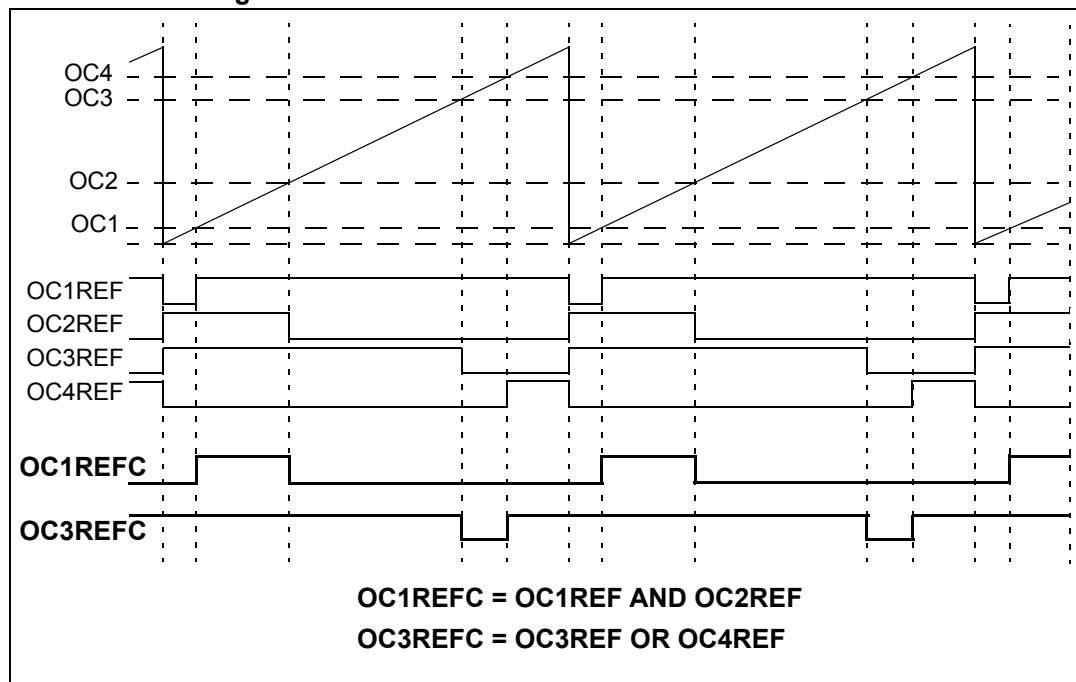 OC4
OC3
OC2
OC1
OC1REF
OC2REF
OC3REF
OC4REF
OC1REFC
OC3REFC
OC1REFC = OC1REF AND OC2REF
OC3REFC = OC3REF OR OC4REF